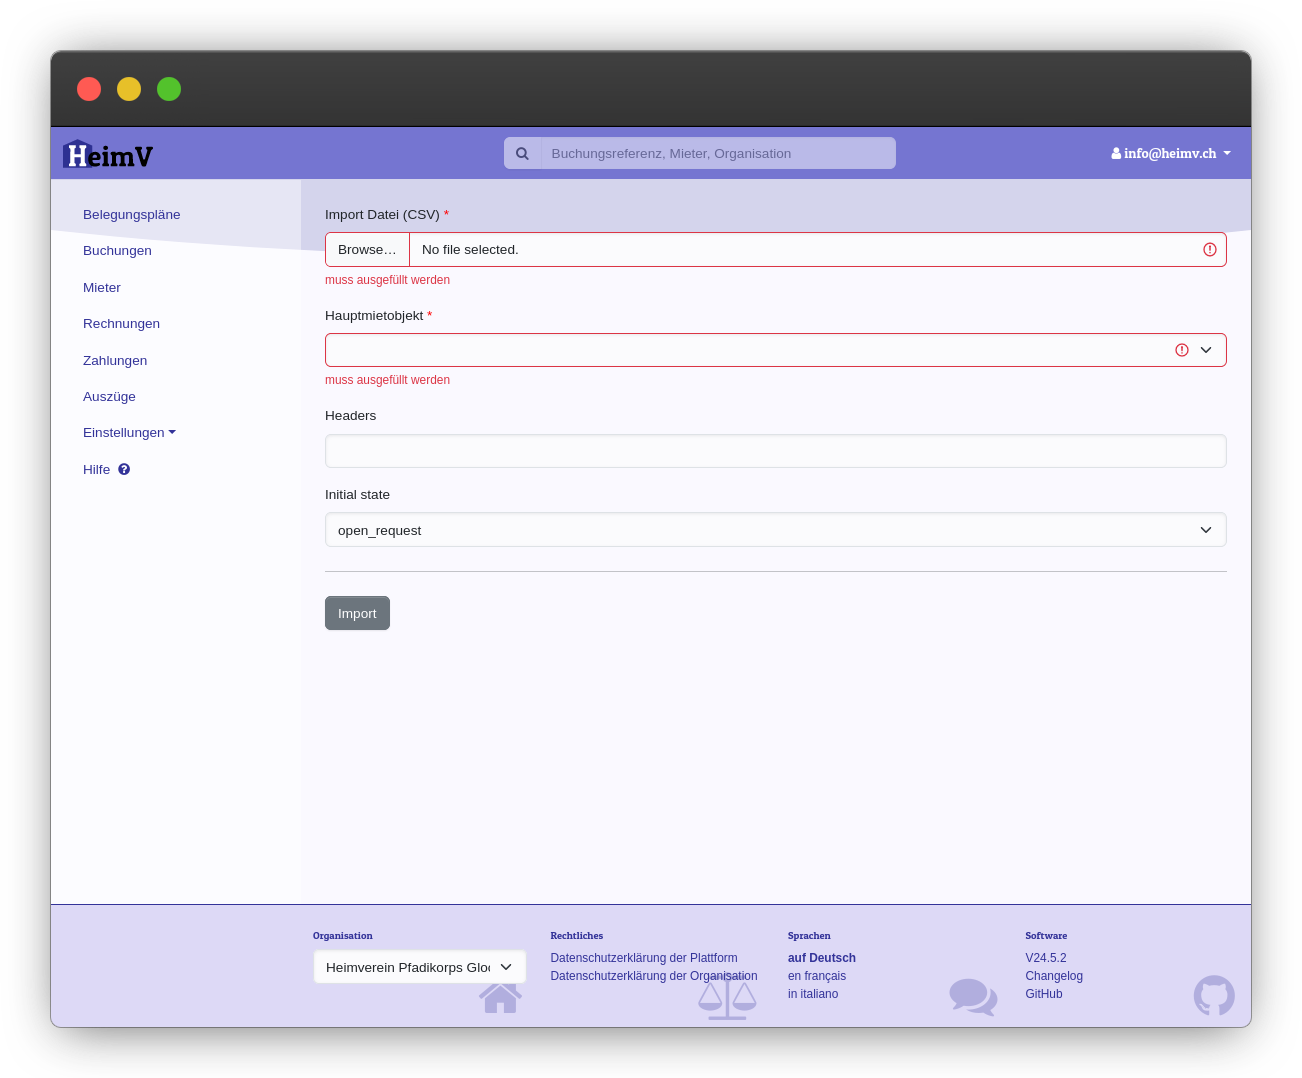 HeimV
Buchungsreferenz, Mieter, Organisation
info@heimv.ch
Belegungspläne
Buchungen
Mieter
Rechnungen
Zahlungen
Auszüge
Einstellungen
Hilfe
Import Datei (CSV) *
Browse… No file selected.
muss ausgefüllt werden
Hauptmietobjekt *
muss ausgefüllt werden
Headers
Initial state
open_request
Import
Organisation
Heimverein Pfadikorps
Rechtliches
Datenschutzerklärung der Plattform
Datenschutzerklärung der Organisation
Sprachen
auf Deutsch
en français
in italiano
Software
V24.5.2
Changelog
GitHub